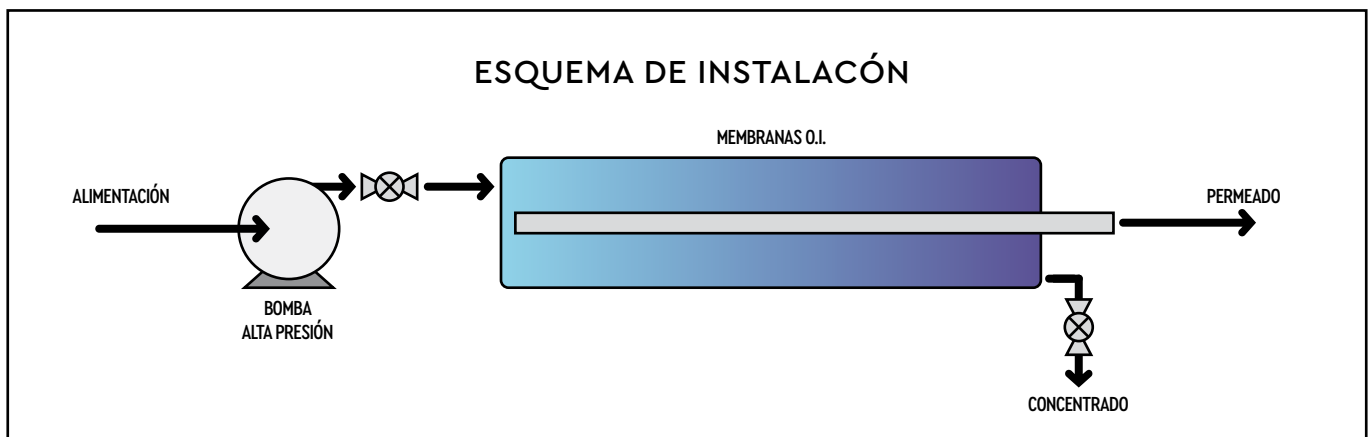 ESQUEMA DE INSTALACÓN
MEMBRANAS O.I.
ALIMENTACIÓN
PERMEADO
BOMBA
ALTA PRESIÓN
CONCENTRADO